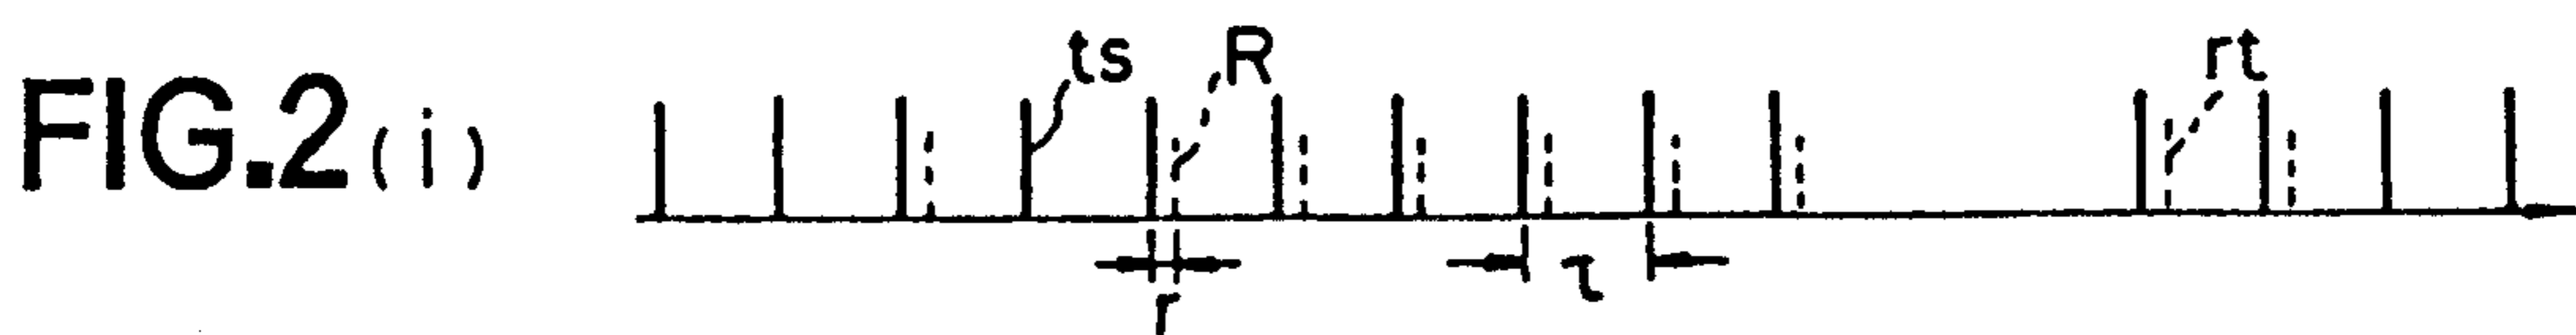 FIG.2(i)
ts
R
rt
r
τ